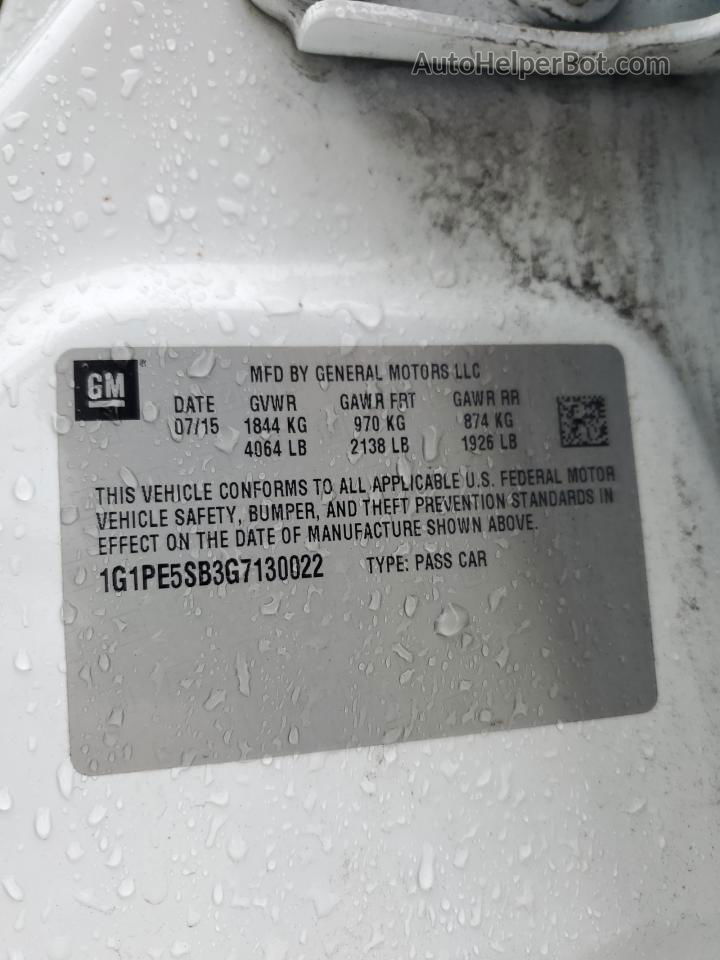 AutoHelperBot.com
GM®
MFD BY GENERAL MOTORS LLC
DATE GVWR GAWR FRT GAWR RR
07/15 1844 KG 970 KG 874 KG
4064 LB 2138 LB 1926 LB
THIS VEHICLE CONFORMS TO ALL APPLICABLE U.S. FEDERAL MOTOR
VEHICLE SAFETY, BUMPER, AND THEFT PREVENTION STANDARDS IN
EFFECT ON THE DATE OF MANUFACTURE SHOWN ABOVE.
1G1PE5SB3G7130022 TYPE: PASS CAR